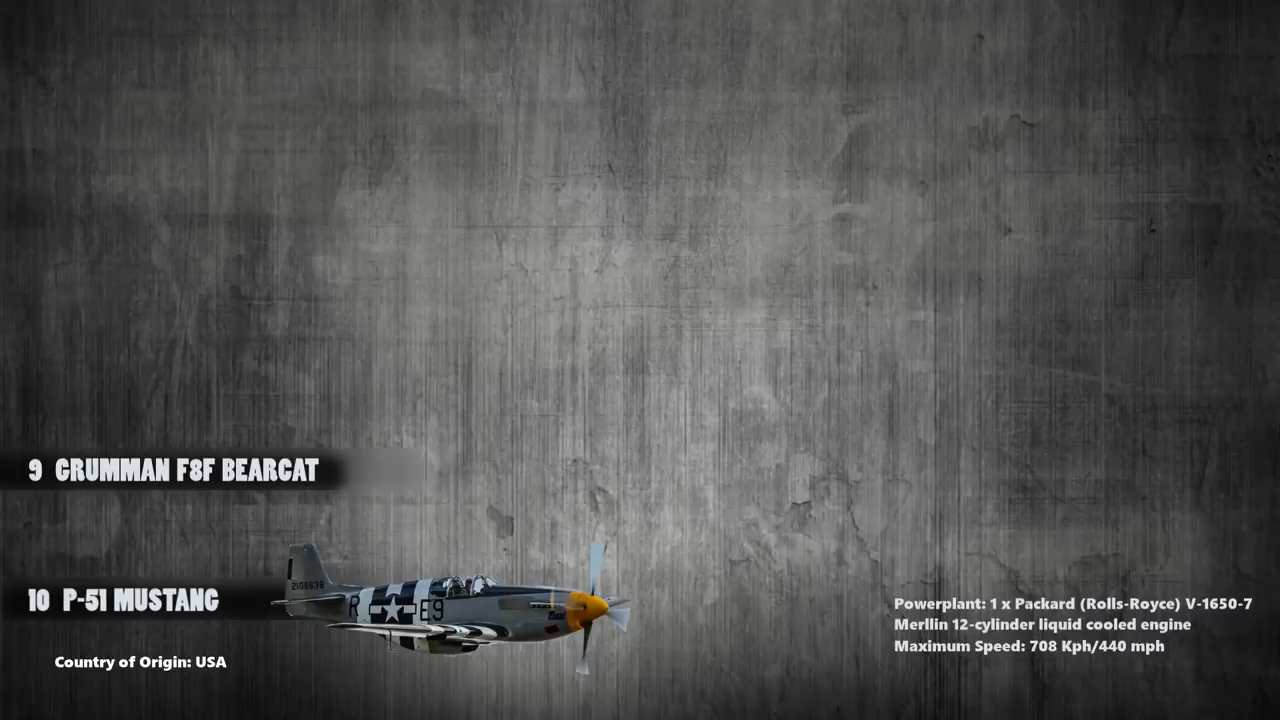 9 GRUMMAN F8F BEARCAT
2106638
R E9
10 P-51 MUSTANG
Powerplant: 1 x Packard (Rolls-Royce) V-1650-7
Merllin 12-cylinder liquid cooled engine
Maximum Speed: 708 Kph/440 mph
Country of Origin: USA